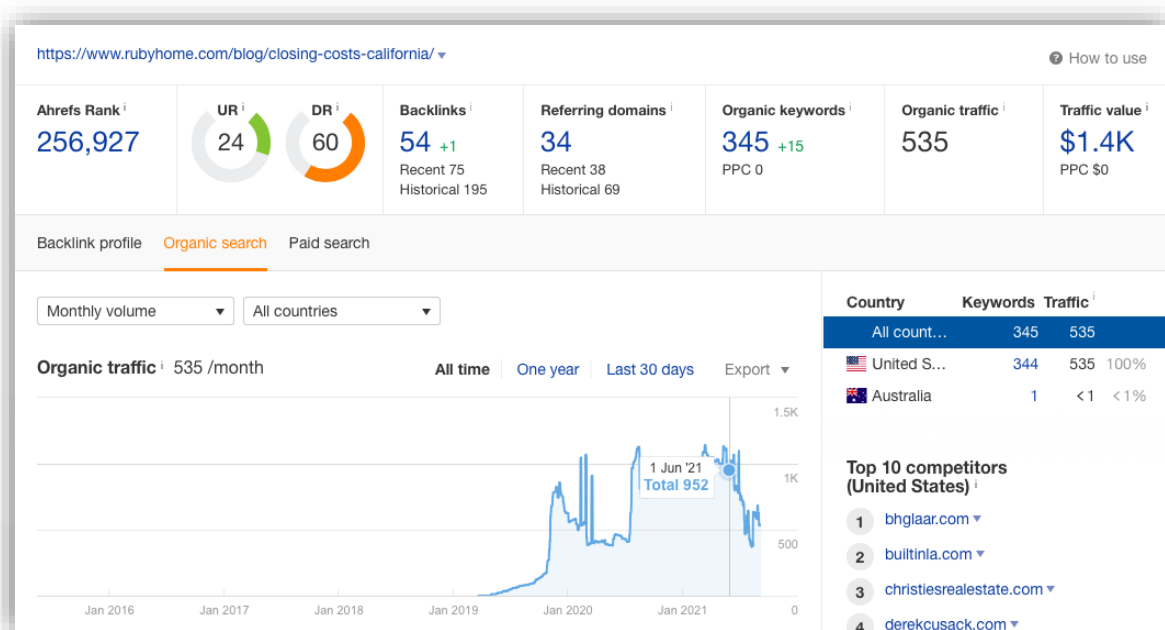 https://www.rubyhome.com/blog/closing-costs-california/
How to use
Ahrefs Rank i
256,927
UR i
24
DR i
60
Backlinks i
54 +1
Recent 75
Historical 195
Referring domains i
34
Recent 38
Historical 69
Organic keywords i
345 +15
PPC 0
Organic traffic i
535
Traffic value i
$1.4K
PPC $0
Backlink profile Organic search Paid search
Monthly volume All countries
Organic traffic i 535 /month
All time One year Last 30 days Export
1.5K
1K
500
0
1 Jun '21
Total 952
Jan 2016 Jan 2017 Jan 2018 Jan 2019 Jan 2020 Jan 2021
Country Keywords Traffic i
All count... 345 535
United S... 344 535 100%
Australia 1 <1 <1%
Top 10 competitors
(United States) i
1 bhglaar.com
2 builtinla.com
3 christiesrealestate.com
4 derekcusack.com